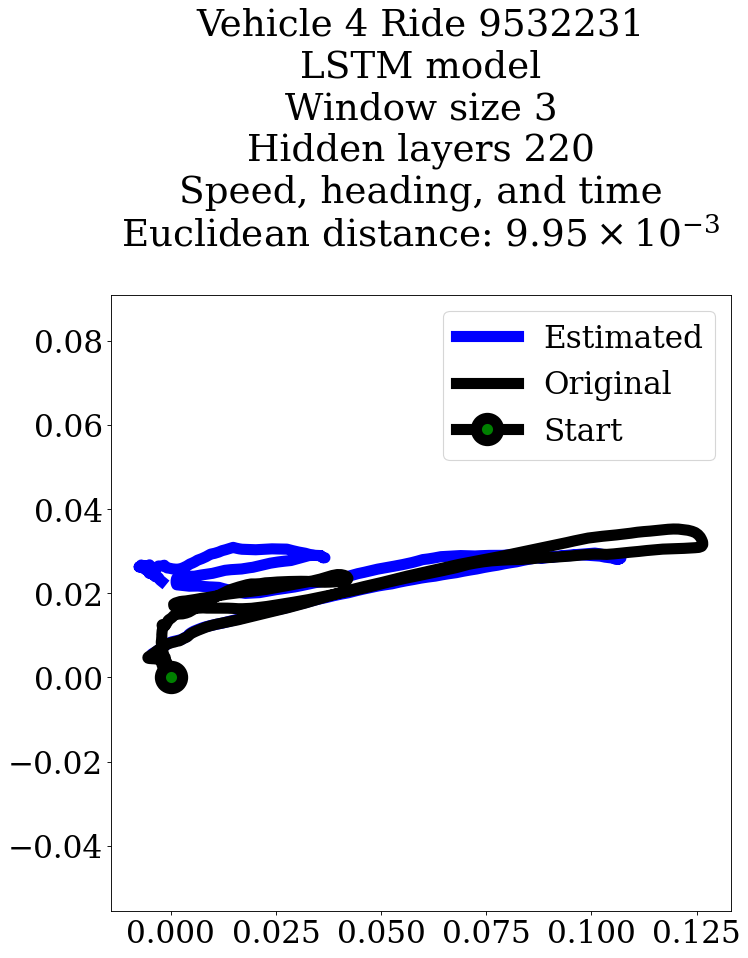 Vehicle 4 Ride 9532231
LSTM model
Window size 3
Hidden layers 220
Speed, heading, and time
Euclidean distance: 9.95 × 10⁻³
Estimated
Original
Start
0.08
0.06
0.04
0.02
0.00
−0.02
−0.04
0.000 0.025 0.050 0.075 0.100 0.125